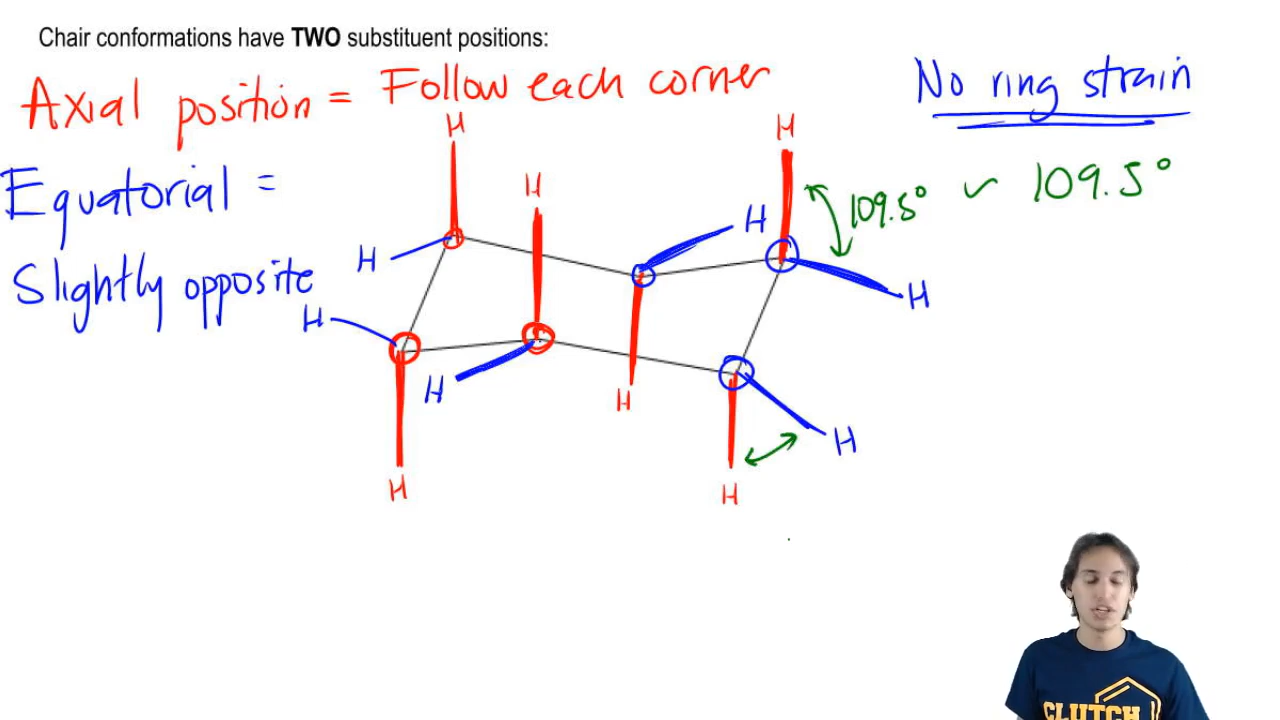 Chair conformations have TWO substituent positions:
Axial position = Follow each corner
No ring strain
Equatorial =
Slightly opposite
109.5° ~ 109.5°
H
H
H
H
H
H
H
H
H
H
H
H
CLUTCH